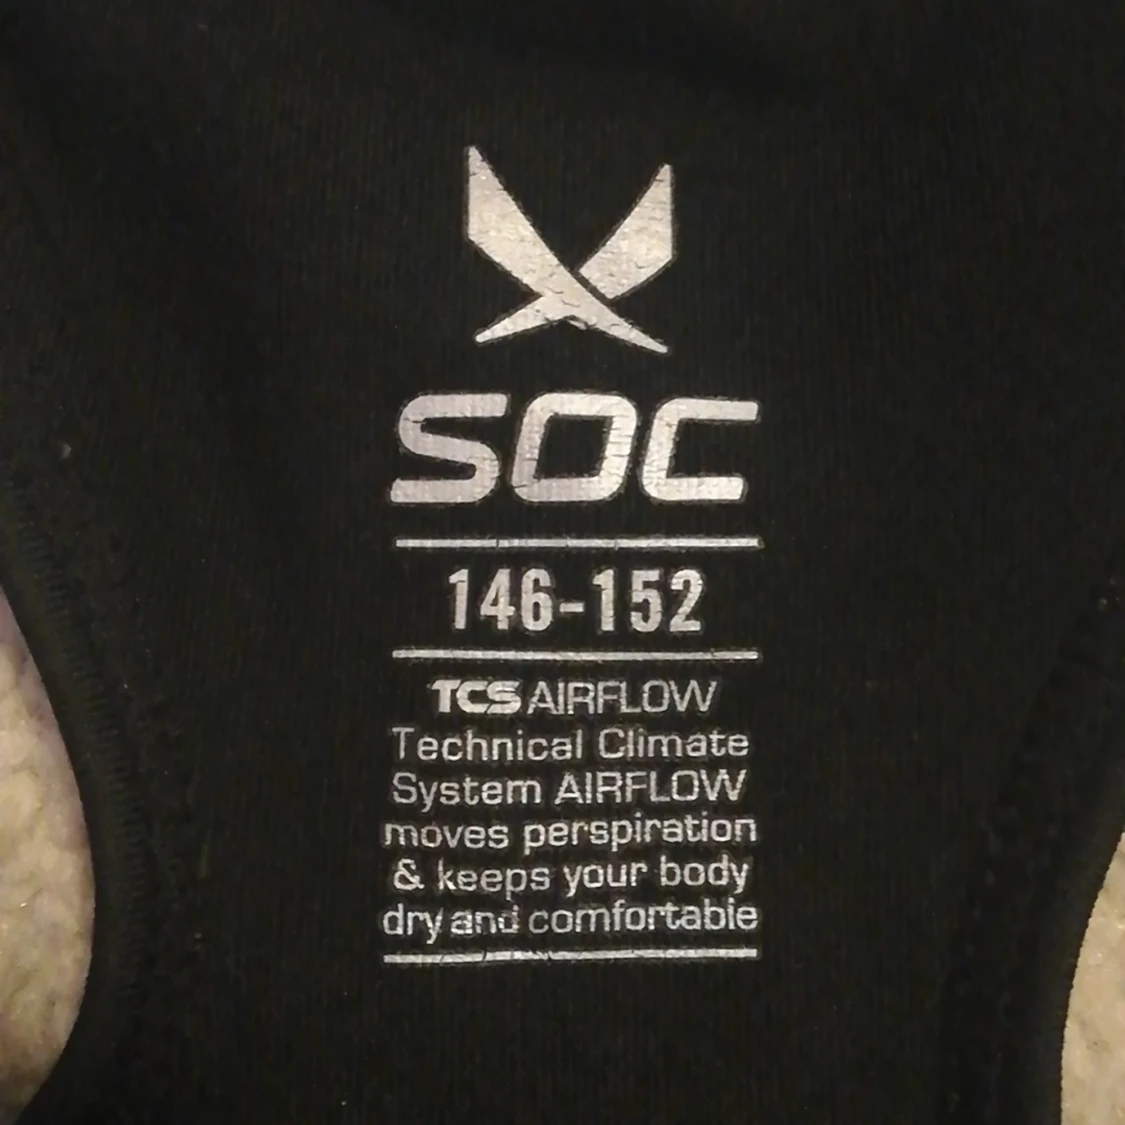 SOC
146-152
TCS AIRFLOW
Technical Climate
System AIRFLOW
moves perspiration
& keeps your body
dry and comfortable